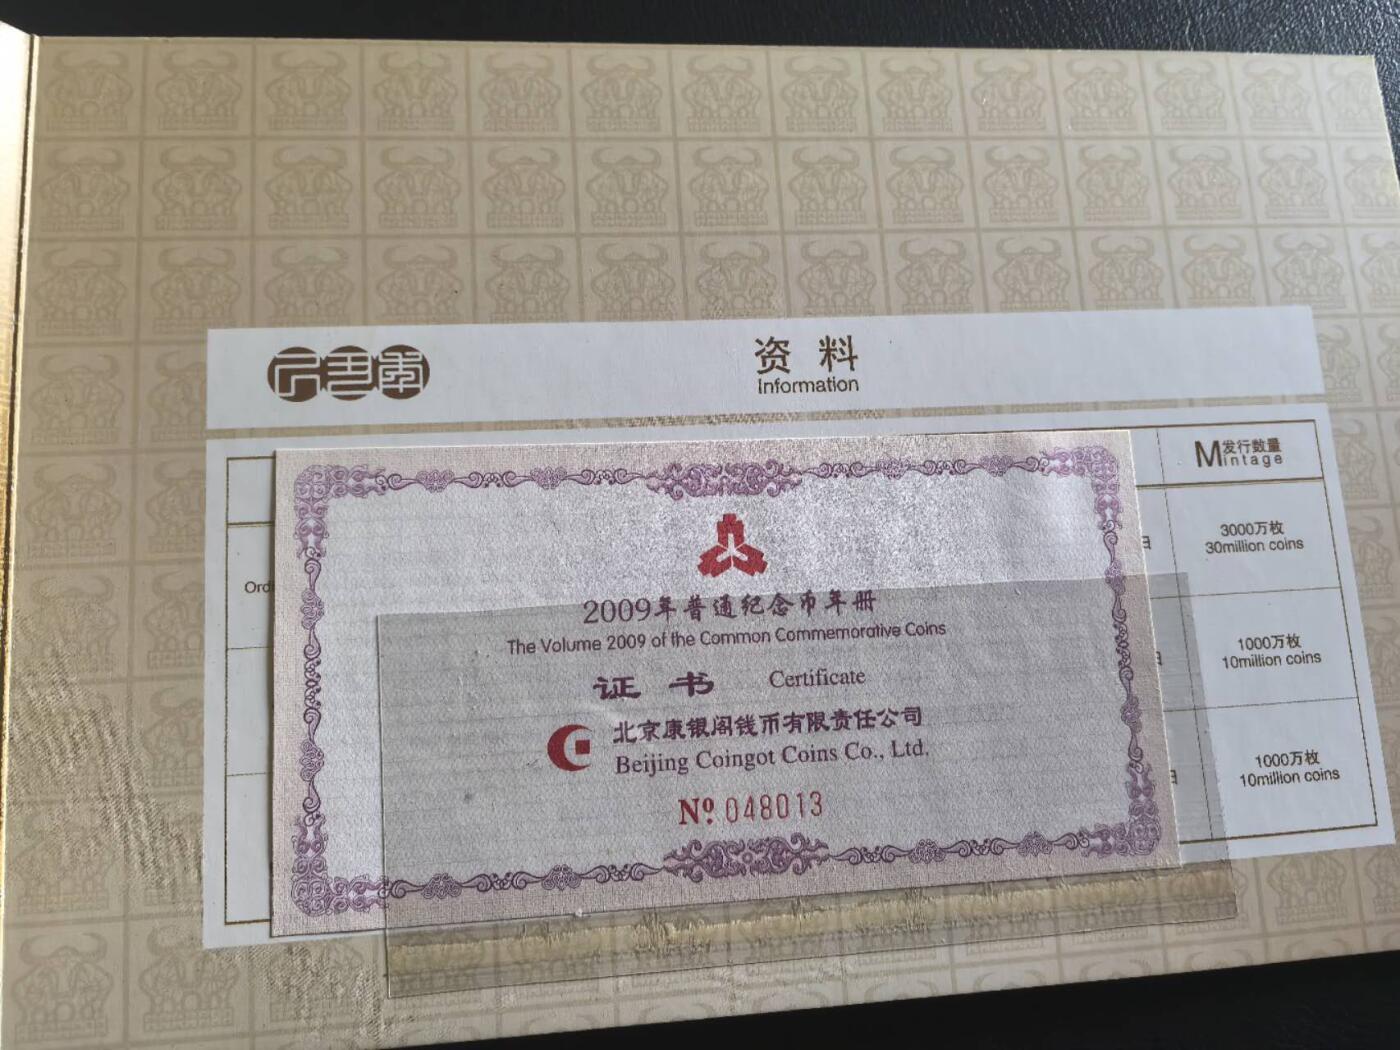 资料
Information
M发行数量
intage
3000万枚
30million coins
Ord
日
1000万枚
10million coins
1000万枚
10million coins
2009年普通纪念币年册
The Volume 2009 of the Common Commemorative Coins
证书 Certificate
北京康银阁钱币有限责任公司
Beijing Coingot Coins Co., Ltd.
Nº 048013